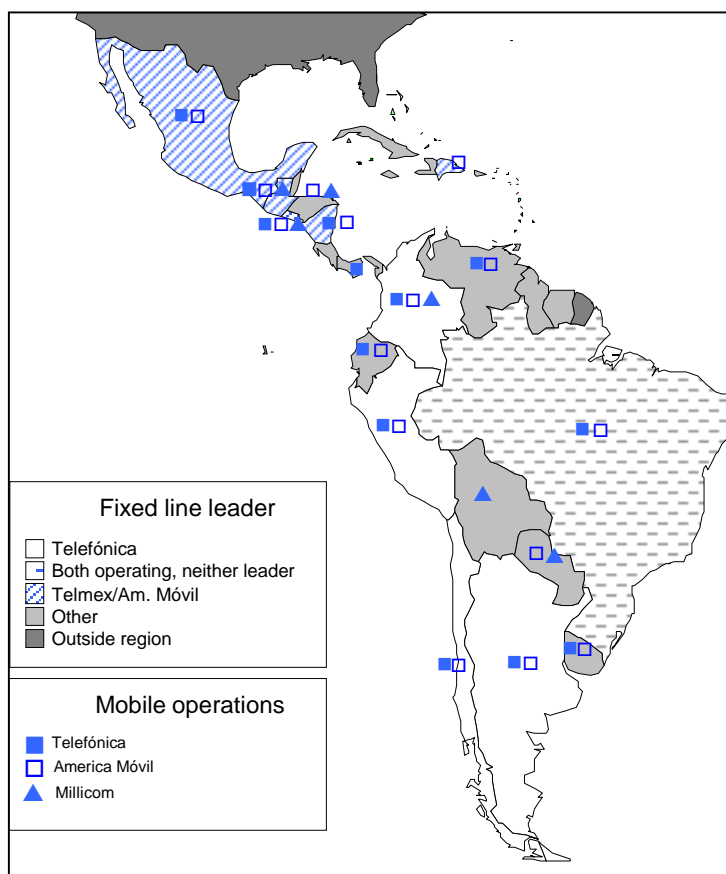 Fixed line leader
Telefónica
Both operating, neither leader
Telmex/Am. Móvil
Other
Outside region
Mobile operations
Telefónica
America Móvil
Millicom